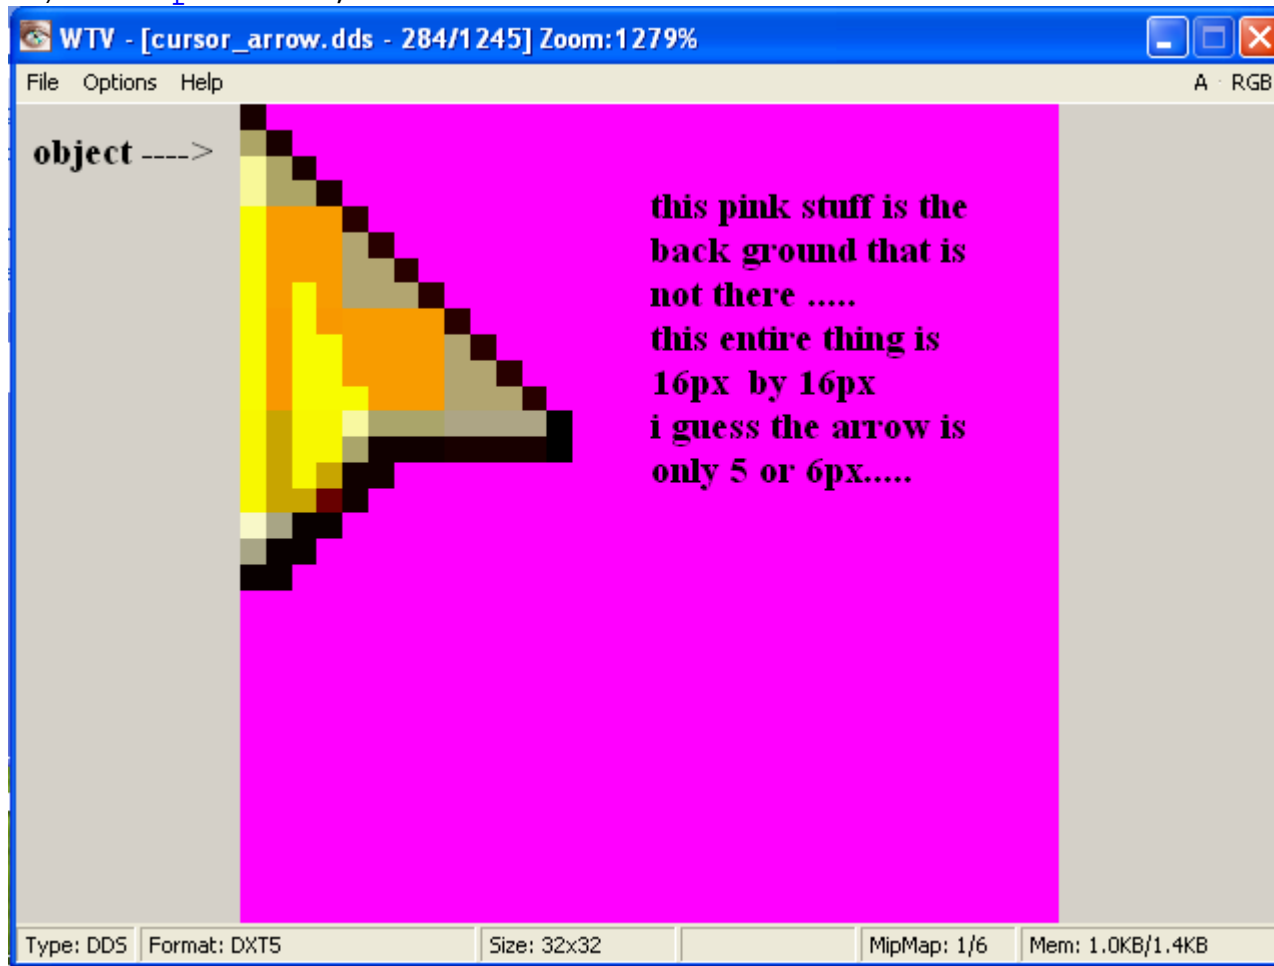 WTV - [cursor_arrow.dds - 284/1245] Zoom:1279%
File Options Help A RGB
object ---->
this pink stuff is the
back ground that is
not there .....
this entire thing is
16px by 16px
i guess the arrow is
only 5 or 6px.....
Type: DDS Format: DXT5 Size: 32x32 MipMap: 1/6 Mem: 1.0KB/1.4KB